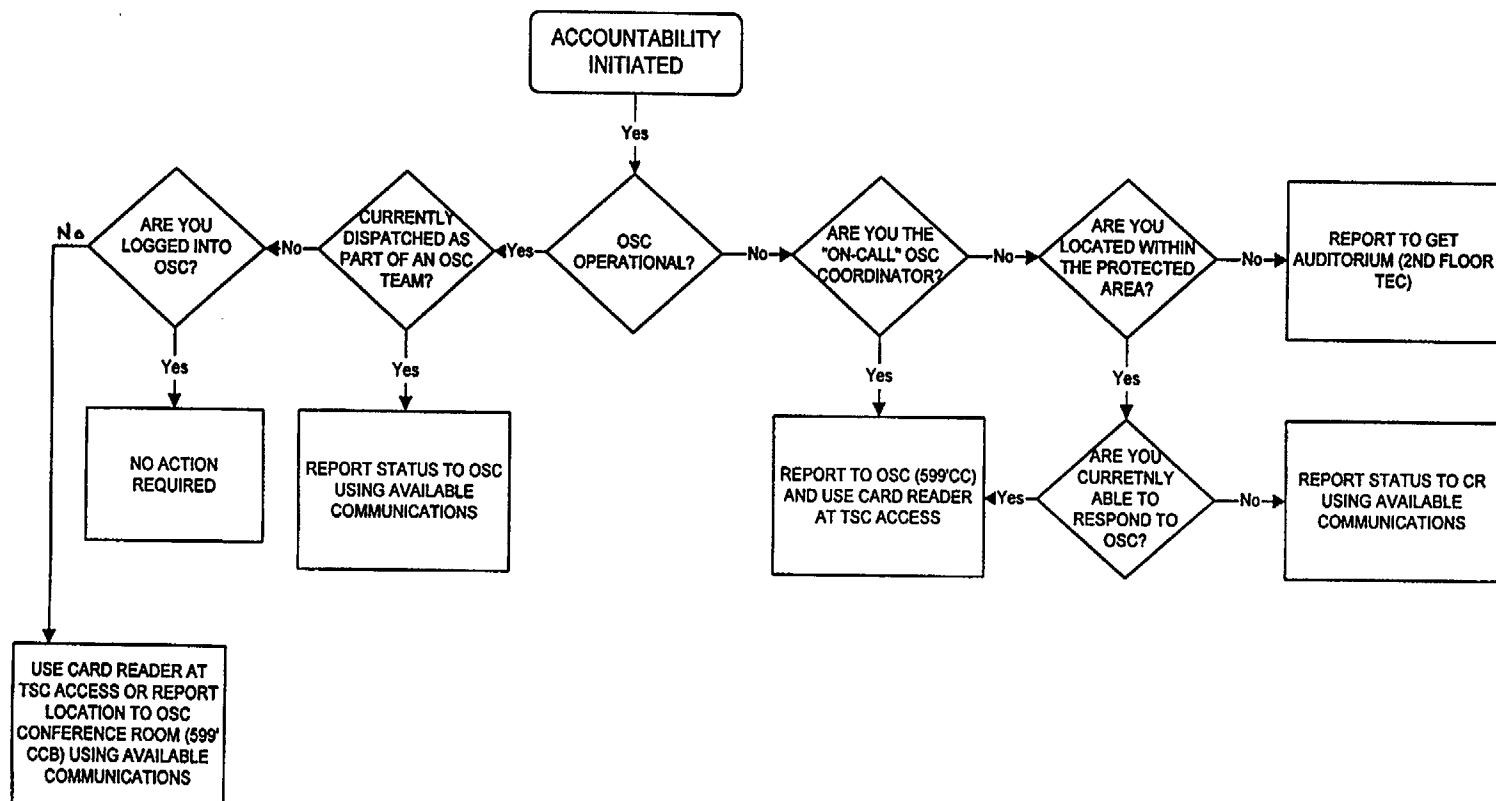 ACCOUNTABILITY
INITIATED
Yes
OSC
OPERATIONAL?
Yes
CURRENTLY
DISPATCHED AS
PART OF AN OSC
TEAM?
No
ARE YOU
LOGGED INTO
OSC?
No
Yes
NO ACTION
REQUIRED
Yes
REPORT STATUS TO OSC
USING AVAILABLE
COMMUNICATIONS
USE CARD READER AT
TSC ACCESS OR REPORT
LOCATION TO OSC
CONFERENCE ROOM (599'
CCB) USING AVAILABLE
COMMUNICATIONS
No
ARE YOU THE
"ON-CALL" OSC
COORDINATOR?
No
ARE YOU
LOCATED WITHIN
THE PROTECTED
AREA?
No
REPORT TO GET
AUDITORIUM (2ND FLOOR
TEC)
Yes
REPORT TO OSC (599'CC)
AND USE CARD READER
AT TSC ACCESS
Yes
ARE YOU
CURRETNLY
ABLE TO
RESPOND TO
OSC?
Yes
No
REPORT STATUS TO CR
USING AVAILABLE
COMMUNICATIONS